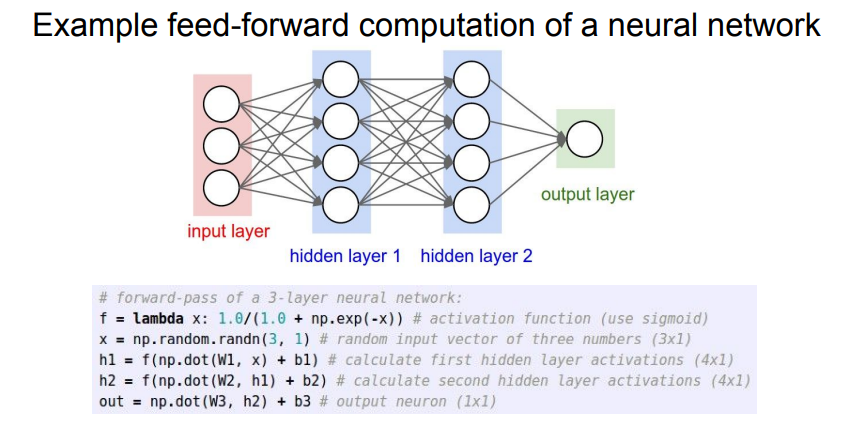 Example feed-forward computation of a neural network
input layer
hidden layer 1
hidden layer 2
output layer
# forward-pass of a 3-layer neural network:
f = lambda x: 1.0/(1.0 + np.exp(-x)) # activation function (use sigmoid)
x = np.random.randn(3, 1) # random input vector of three numbers (3x1)
h1 = f(np.dot(W1, x) + b1) # calculate first hidden layer activations (4x1)
h2 = f(np.dot(W2, h1) + b2) # calculate second hidden layer activations (4x1)
out = np.dot(W3, h2) + b3 # output neuron (1x1)